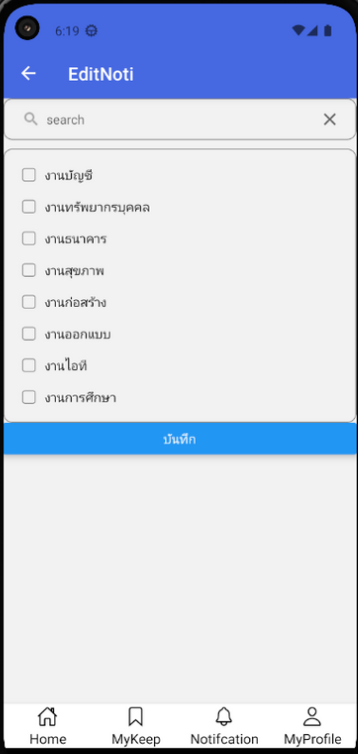 6:19
EditNoti
search
งานบัญชี
งานทรัพยากรบุคคล
งานธนาคาร
งานสุขภาพ
งานก่อสร้าง
งานออกแบบ
งานไอที
งานการศึกษา
บันทึก
Home MyKeep Notifcation MyProfile